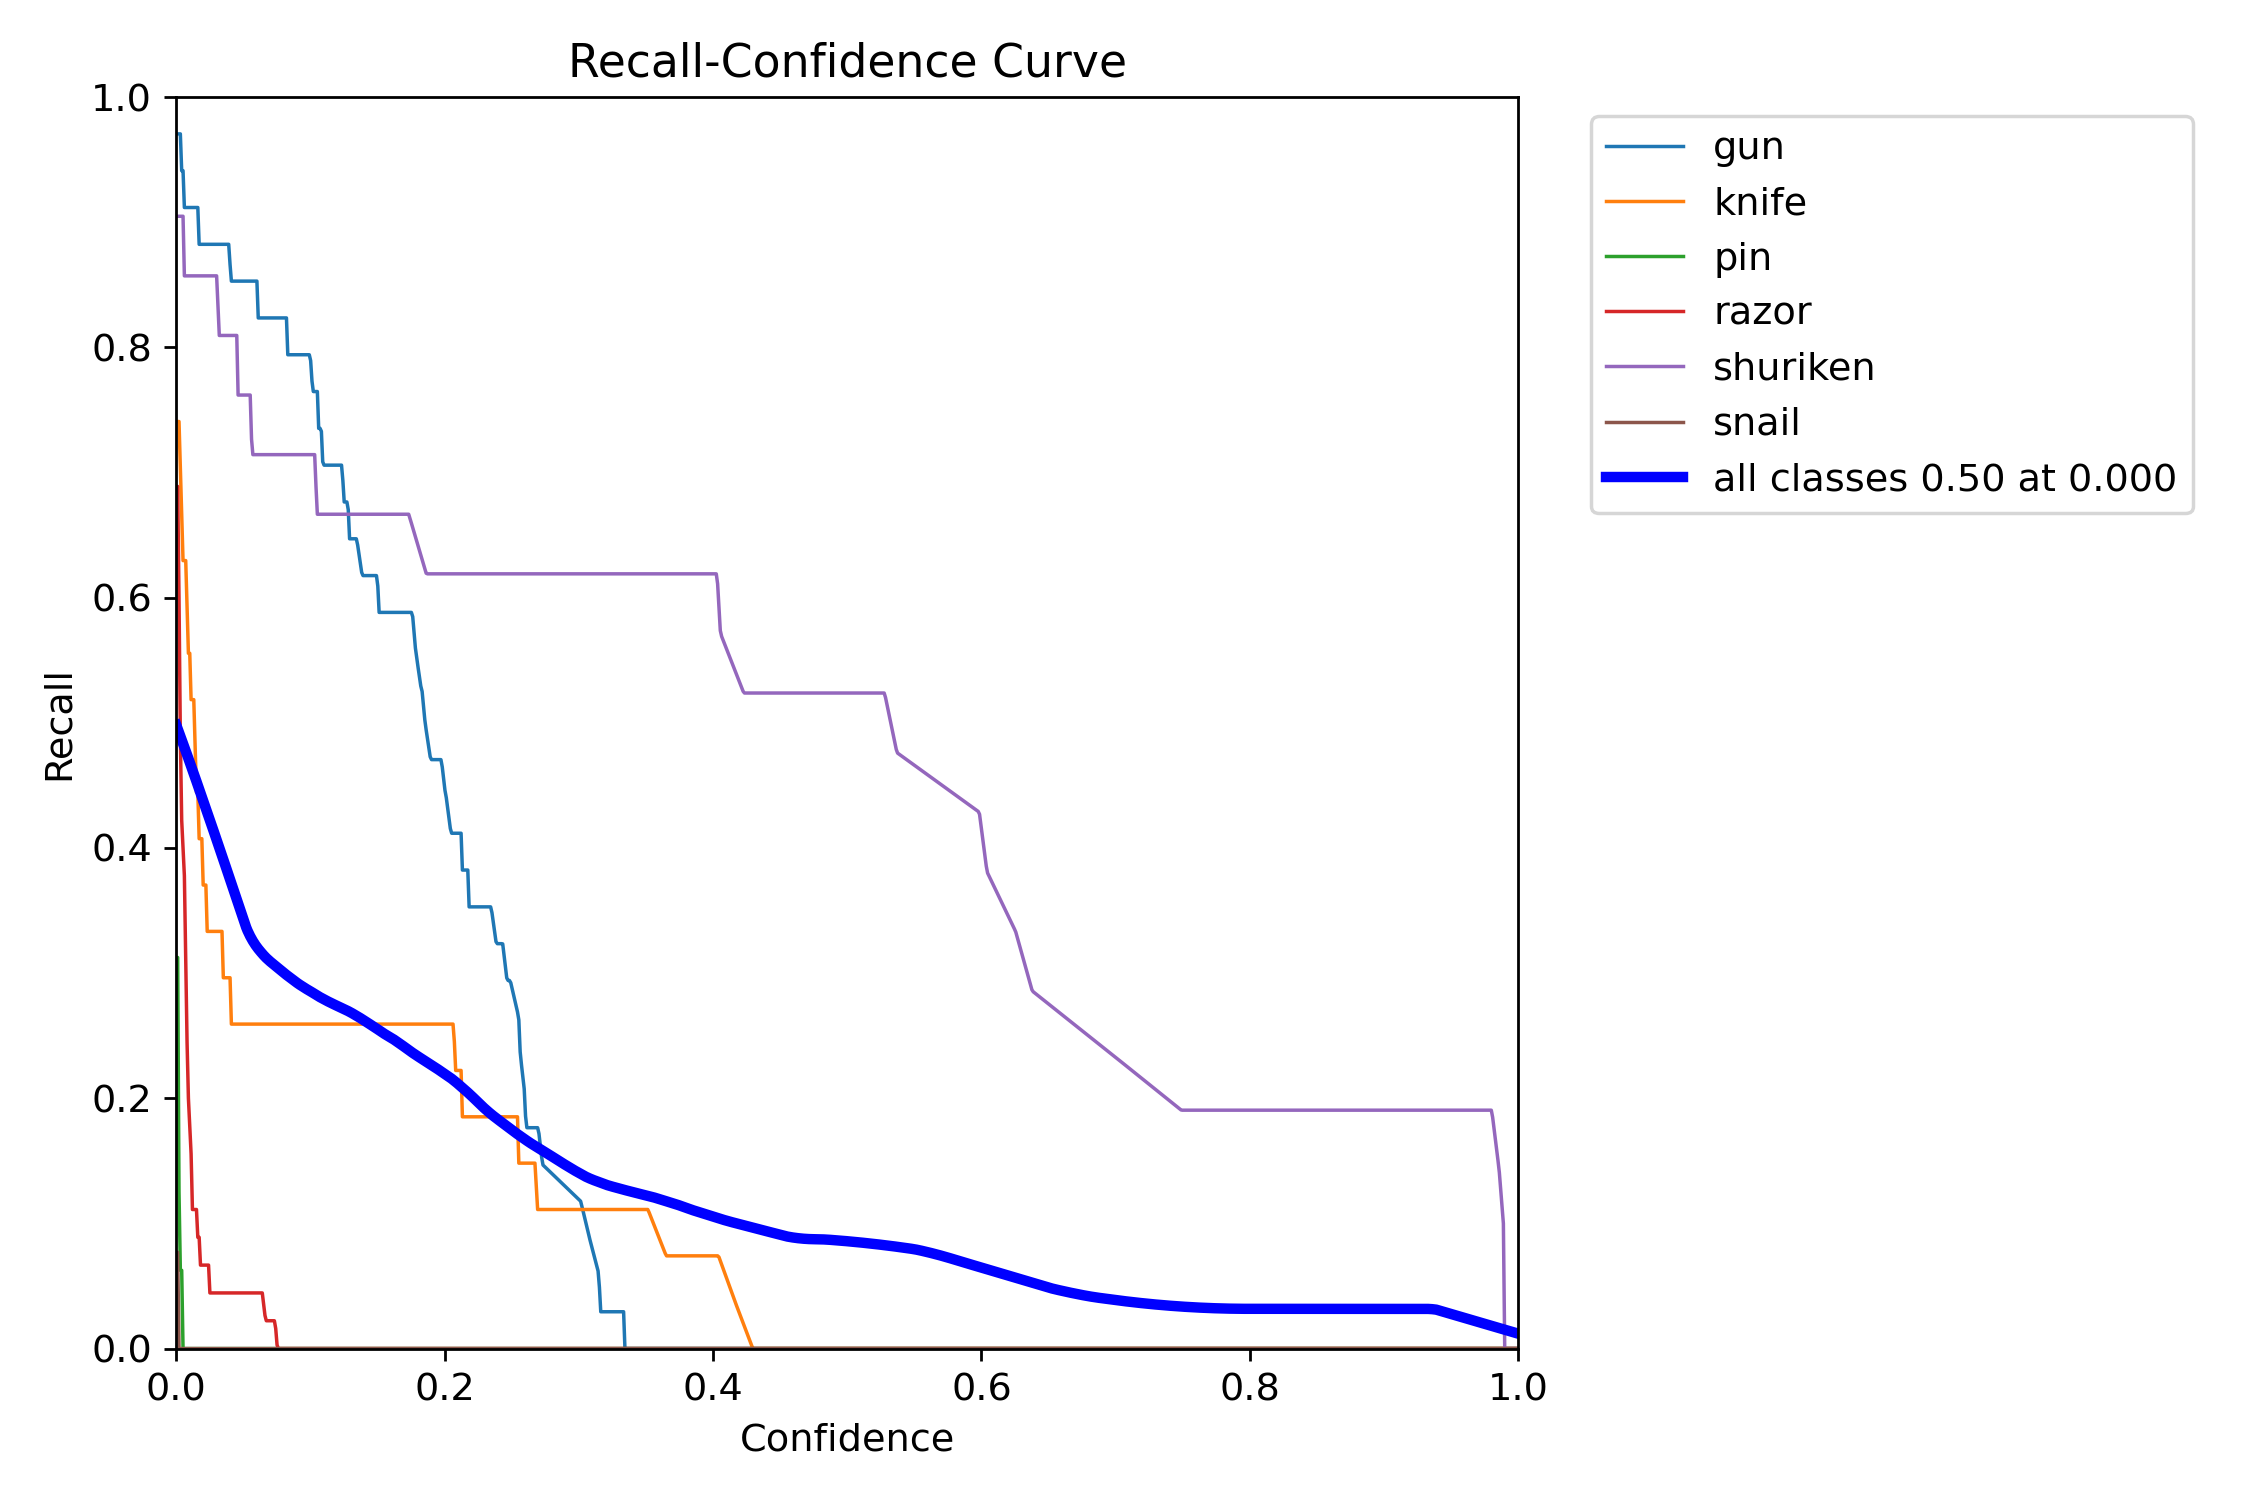 Recall-Confidence Curve
1.0
0.8
0.6
0.4
0.2
0.0
Recall
0.0 0.2 0.4 0.6 0.8 1.0
Confidence
gun
knife
pin
razor
shuriken
snail
all classes 0.50 at 0.000